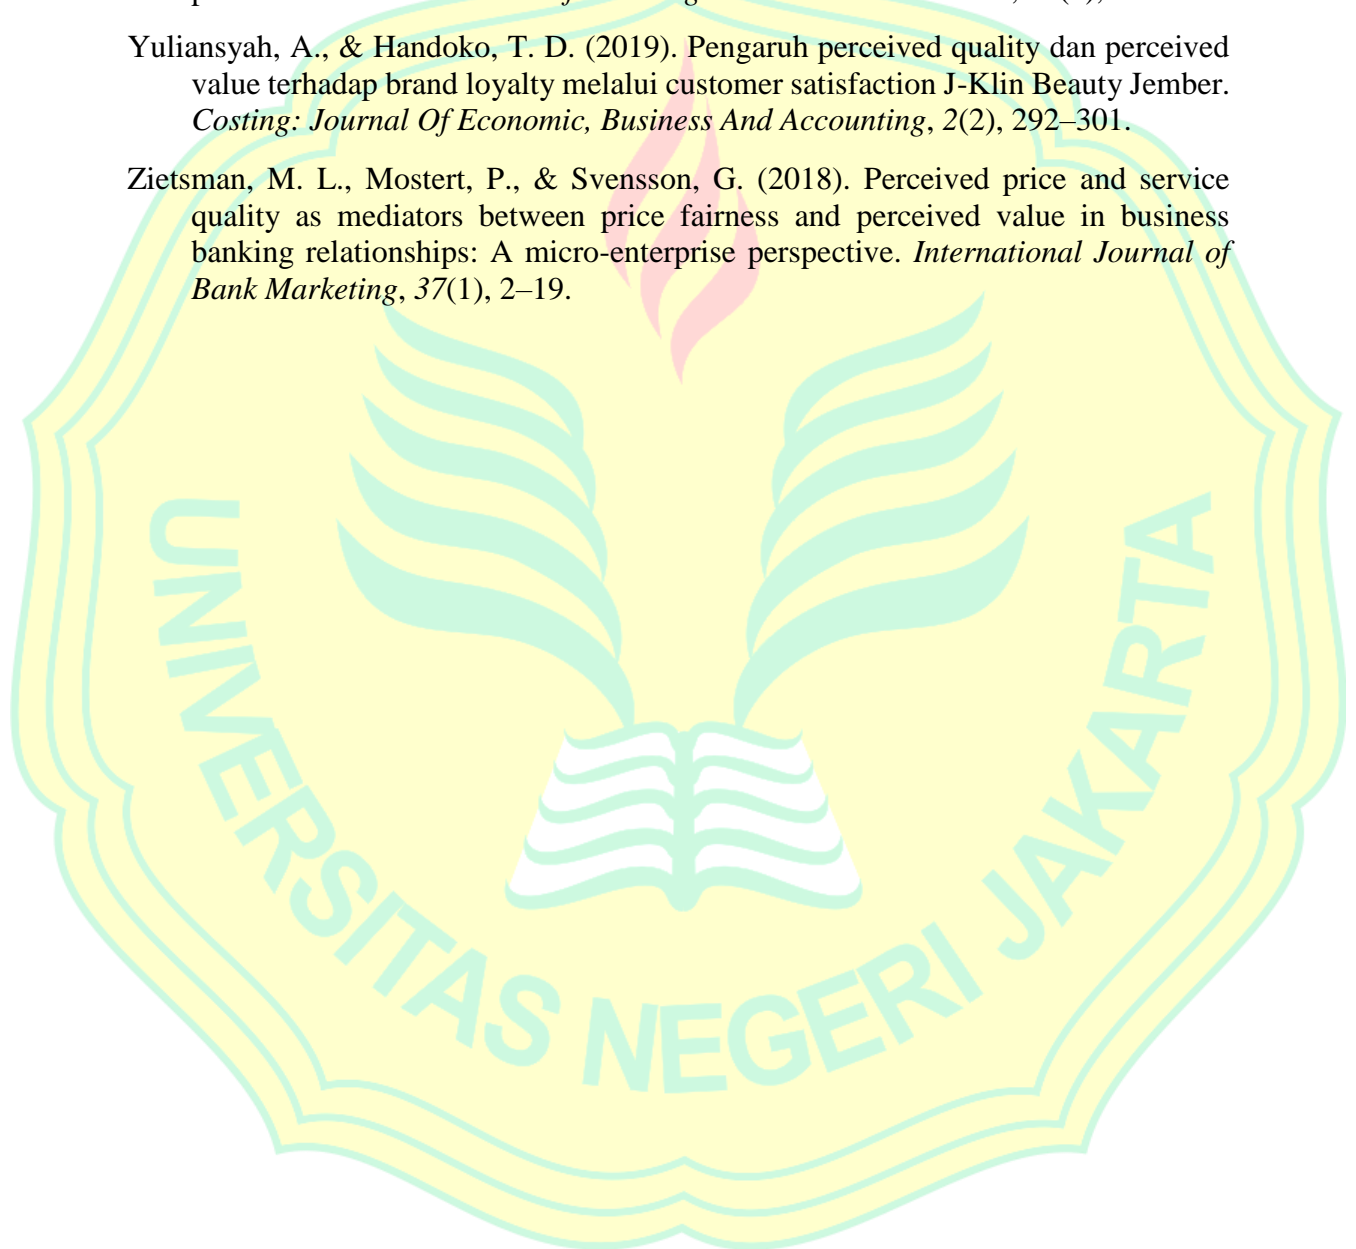 Yuliansyah, A., & Handoko, T. D. (2019). Pengaruh perceived quality dan perceived
value terhadap brand loyalty melalui customer satisfaction J-Klin Beauty Jember.
Costing: Journal Of Economic, Business And Accounting, 2(2), 292–301.
Zietsman, M. L., Mostert, P., & Svensson, G. (2018). Perceived price and service
quality as mediators between price fairness and perceived value in business
banking relationships: A micro-enterprise perspective. International Journal of
Bank Marketing, 37(1), 2–19.
UNIVERSITAS NEGERI JAKARTA